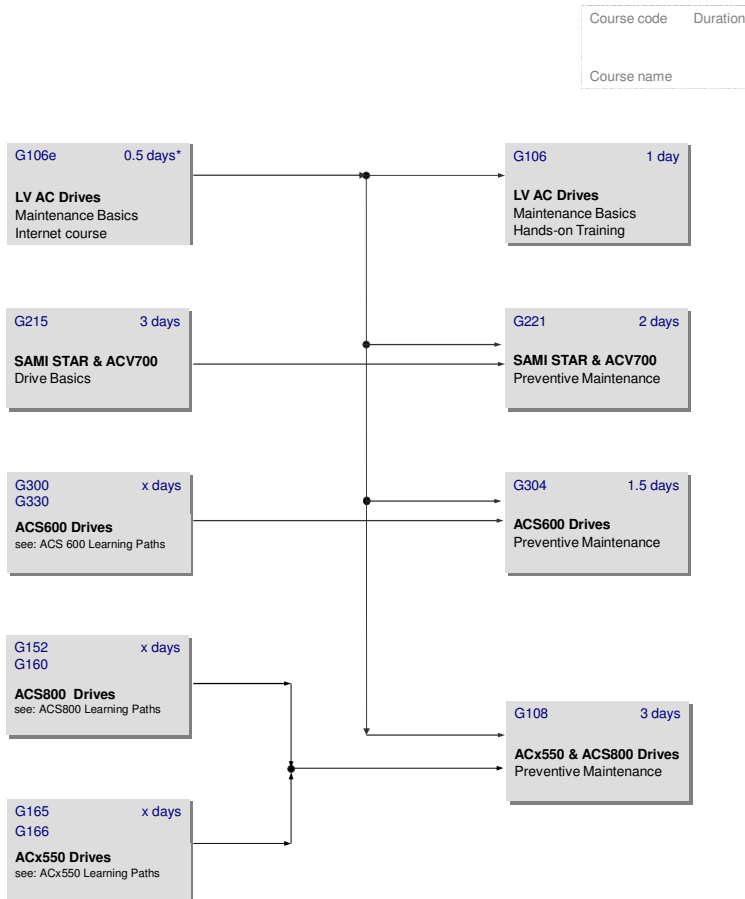 Course code Duration
Course name
G106e 0.5 days*
LV AC Drives
Maintenance Basics
Internet course
G106 1 day
LV AC Drives
Maintenance Basics
Hands-on Training
G215 3 days
SAMI STAR & ACV700
Drive Basics
G221 2 days
SAMI STAR & ACV700
Preventive Maintenance
G300 x days
G330
ACS600 Drives
see: ACS 600 Learning Paths
G304 1.5 days
ACS600 Drives
Preventive Maintenance
G152 x days
G160
ACS800 Drives
see: ACS800 Learning Paths
G108 3 days
ACx550 & ACS800 Drives
Preventive Maintenance
G165 x days
G166
ACx550 Drives
see: ACx550 Learning Paths